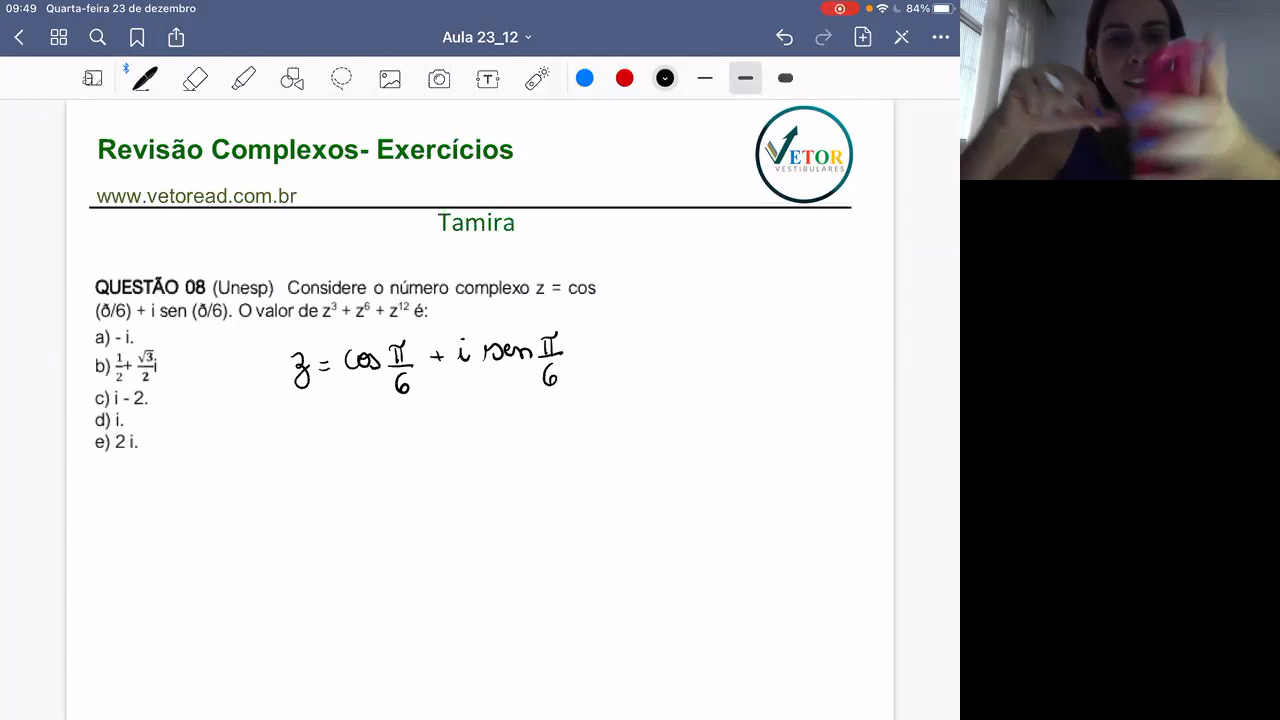 09:49 Quarta-feira 23 de dezembro
84%
Aula 23_12
Revisão Complexos- Exercícios
VETOR
VESTIBULARES
www.vetoread.com.br
Tamira
QUESTÃO 08 (Unesp) Considere o número complexo z = cos
(ð/6) + i sen (ð/6). O valor de z³ + z⁶ + z¹² é:
a) - i.
b) 1/2 + √3/2 i
c) i - 2.
d) i.
e) 2 i.
z = cos π/6 + i sen π/6